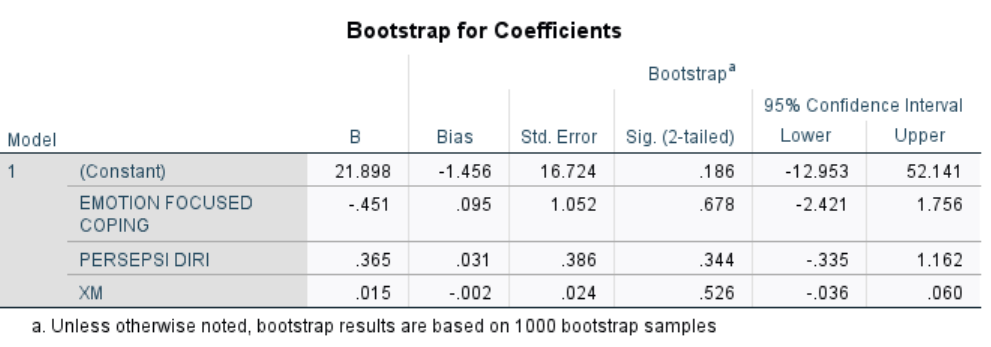 Bootstrap for Coefficients
Bootstrap^a
95% Confidence Interval
Model B Bias Std. Error Sig. (2-tailed) Lower Upper
1 (Constant) 21.898 -1.456 16.724 .186 -12.953 52.141
EMOTION FOCUSED -.451 .095 1.052 .678 -2.421 1.756
COPING
PERSEPSI DIRI .365 .031 .386 .344 -.335 1.162
XM .015 -.002 .024 .526 -.036 .060
a. Unless otherwise noted, bootstrap results are based on 1000 bootstrap samples